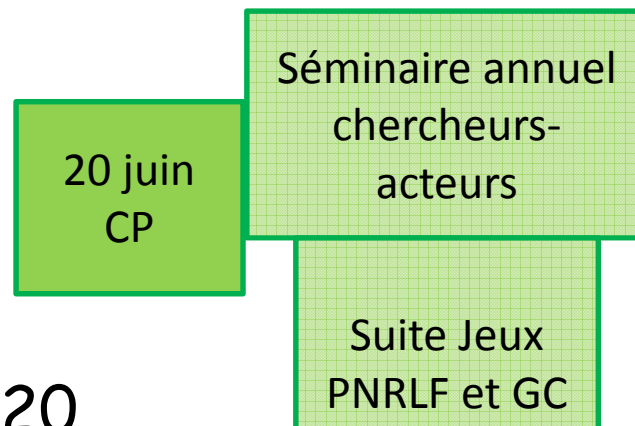 Séminaire annuel
chercheurs-
acteurs
20 juin
CP
Suite Jeux
PNRLF et GC
20